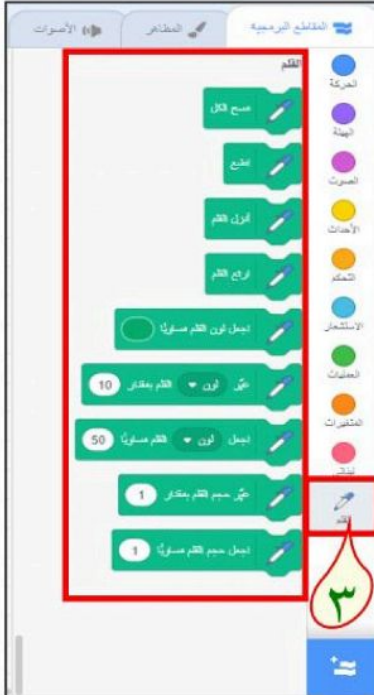 المقاطع البرمجية
المظاهر
الأصوات
الحركة
الهيئة
الصوت
الأحداث
التحكم
الاستشعار
العمليات
المتغيرات
لبناتي
القلم
٣
القلم
مسح الكل
اطبع
أنزل القلم
ارفع القلم
اجعل لون القلم مساويًا
غيّر لون القلم بمقدار 10
اجعل لون القلم مساويًا 50
غيّر حجم القلم بمقدار 1
اجعل حجم القلم مساويًا 1